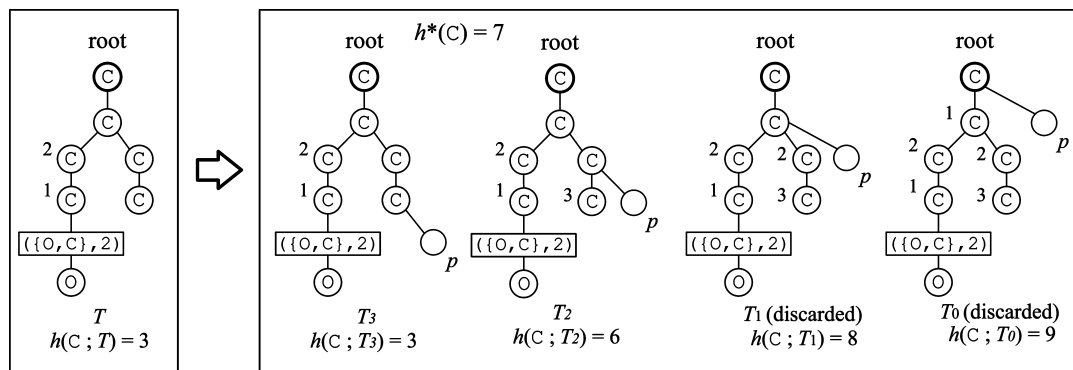 h*(C) = 7
root
C
C
2
C
C
1
C
C
({O,C},2)
O
T
h(C ; T) = 3
root
C
C
2
C
C
1
C
C
({O,C},2)
p
O
T3
h(C ; T3) = 3
root
C
C
2
C
C
1
C
3
C
p
({O,C},2)
O
T2
h(C ; T2) = 6
root
C
C
2
C
2
C
p
1
C
3
C
({O,C},2)
O
T1 (discarded)
h(C ; T1) = 8
root
C
1
C
p
2
C
2
C
1
C
3
C
({O,C},2)
O
T0 (discarded)
h(C ; T0) = 9